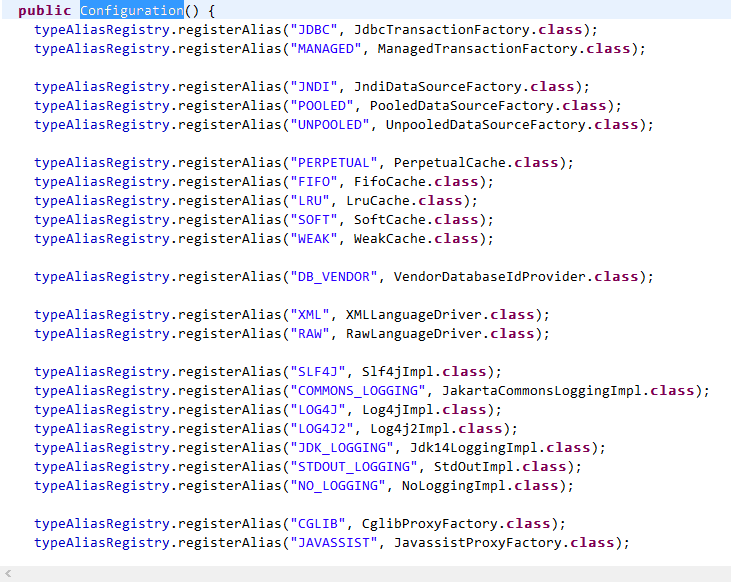 public Configuration() {
typeAliasRegistry.registerAlias("JDBC", JdbcTransactionFactory.class);
typeAliasRegistry.registerAlias("MANAGED", ManagedTransactionFactory.class);
typeAliasRegistry.registerAlias("JNDI", JndiDataSourceFactory.class);
typeAliasRegistry.registerAlias("POOLED", PooledDataSourceFactory.class);
typeAliasRegistry.registerAlias("UNPOOLED", UnpooledDataSourceFactory.class);
typeAliasRegistry.registerAlias("PERPETUAL", PerpetualCache.class);
typeAliasRegistry.registerAlias("FIFO", FifoCache.class);
typeAliasRegistry.registerAlias("LRU", LruCache.class);
typeAliasRegistry.registerAlias("SOFT", SoftCache.class);
typeAliasRegistry.registerAlias("WEAK", WeakCache.class);
typeAliasRegistry.registerAlias("DB_VENDOR", VendorDatabaseIdProvider.class);
typeAliasRegistry.registerAlias("XML", XMLLanguageDriver.class);
typeAliasRegistry.registerAlias("RAW", RawLanguageDriver.class);
typeAliasRegistry.registerAlias("SLF4J", Slf4jImpl.class);
typeAliasRegistry.registerAlias("COMMONS_LOGGING", JakartaCommonsLoggingImpl.class);
typeAliasRegistry.registerAlias("LOG4J", Log4jImpl.class);
typeAliasRegistry.registerAlias("LOG4J2", Log4j2Impl.class);
typeAliasRegistry.registerAlias("JDK_LOGGING", Jdk14LoggingImpl.class);
typeAliasRegistry.registerAlias("STDOUT_LOGGING", StdOutImpl.class);
typeAliasRegistry.registerAlias("NO_LOGGING", NoLoggingImpl.class);
typeAliasRegistry.registerAlias("CGLIB", CglibProxyFactory.class);
typeAliasRegistry.registerAlias("JAVASSIST", JavassistProxyFactory.class);